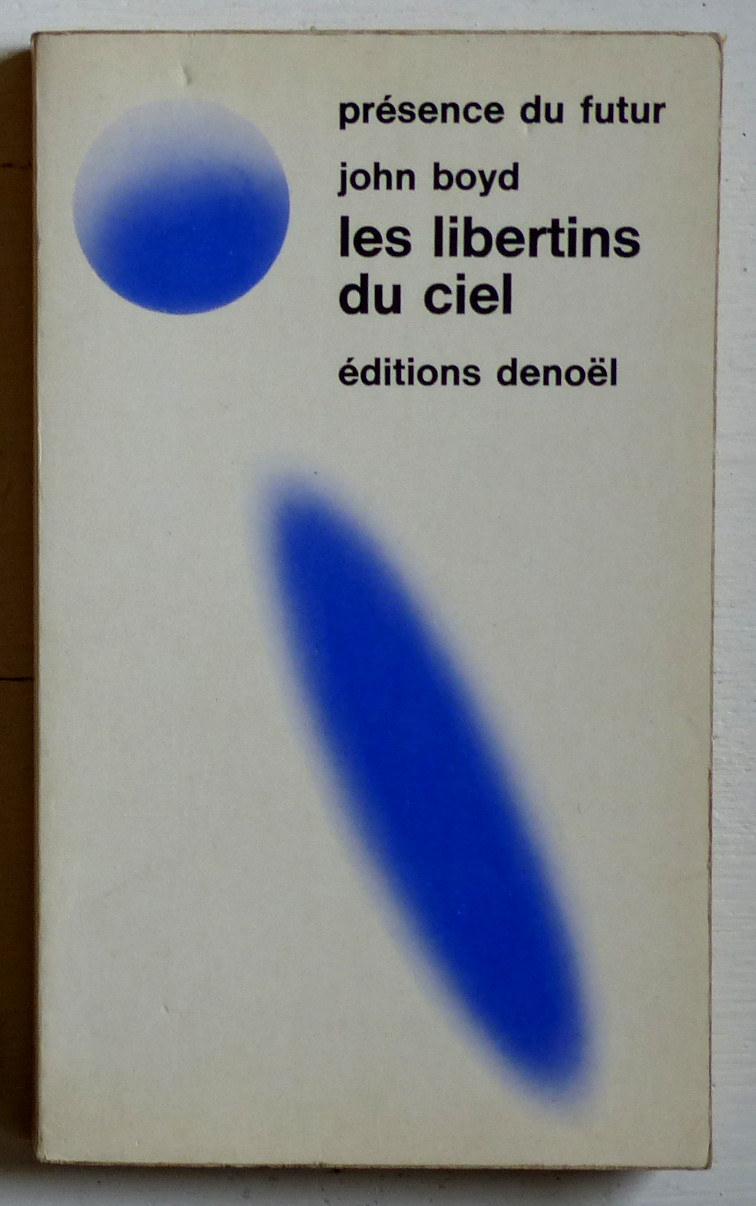 présence du futur
john boyd
les libertins
du ciel
éditions denoël